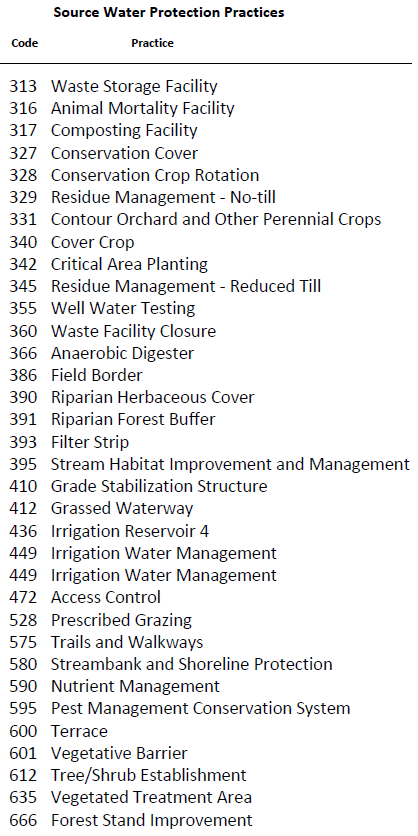 Source Water Protection Practices
Code Practice
313 Waste Storage Facility
316 Animal Mortality Facility
317 Composting Facility
327 Conservation Cover
328 Conservation Crop Rotation
329 Residue Management - No-till
331 Contour Orchard and Other Perennial Crops
340 Cover Crop
342 Critical Area Planting
345 Residue Management - Reduced Till
355 Well Water Testing
360 Waste Facility Closure
366 Anaerobic Digester
386 Field Border
390 Riparian Herbaceous Cover
391 Riparian Forest Buffer
393 Filter Strip
395 Stream Habitat Improvement and Management
410 Grade Stabilization Structure
412 Grassed Waterway
436 Irrigation Reservoir 4
449 Irrigation Water Management
449 Irrigation Water Management
472 Access Control
528 Prescribed Grazing
575 Trails and Walkways
580 Streambank and Shoreline Protection
590 Nutrient Management
595 Pest Management Conservation System
600 Terrace
601 Vegetative Barrier
612 Tree/Shrub Establishment
635 Vegetated Treatment Area
666 Forest Stand Improvement